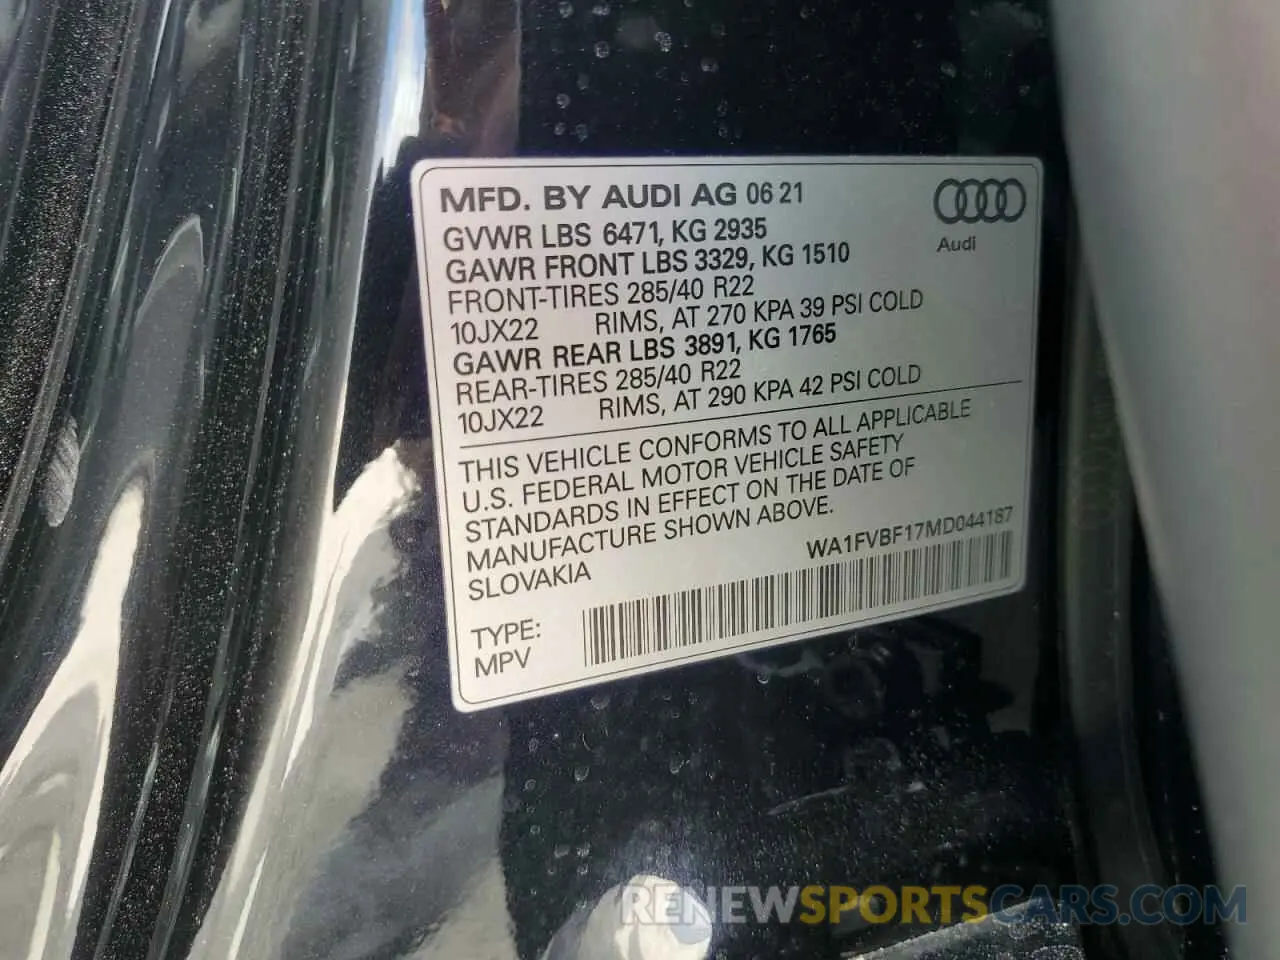 MFD. BY AUDI AG 06 21
GVWR LBS 6471, KG 2935
GAWR FRONT LBS 3329, KG 1510
FRONT-TIRES 285/40 R22
10JX22 RIMS, AT 270 KPA 39 PSI COLD
GAWR REAR LBS 3891, KG 1765
REAR-TIRES 285/40 R22
10JX22 RIMS, AT 290 KPA 42 PSI COLD
Audi
THIS VEHICLE CONFORMS TO ALL APPLICABLE
U.S. FEDERAL MOTOR VEHICLE SAFETY
STANDARDS IN EFFECT ON THE DATE OF
MANUFACTURE SHOWN ABOVE.
SLOVAKIA
WA1FVBF17MD044187
TYPE:
MPV
RENEWSPORTSCARS.COM